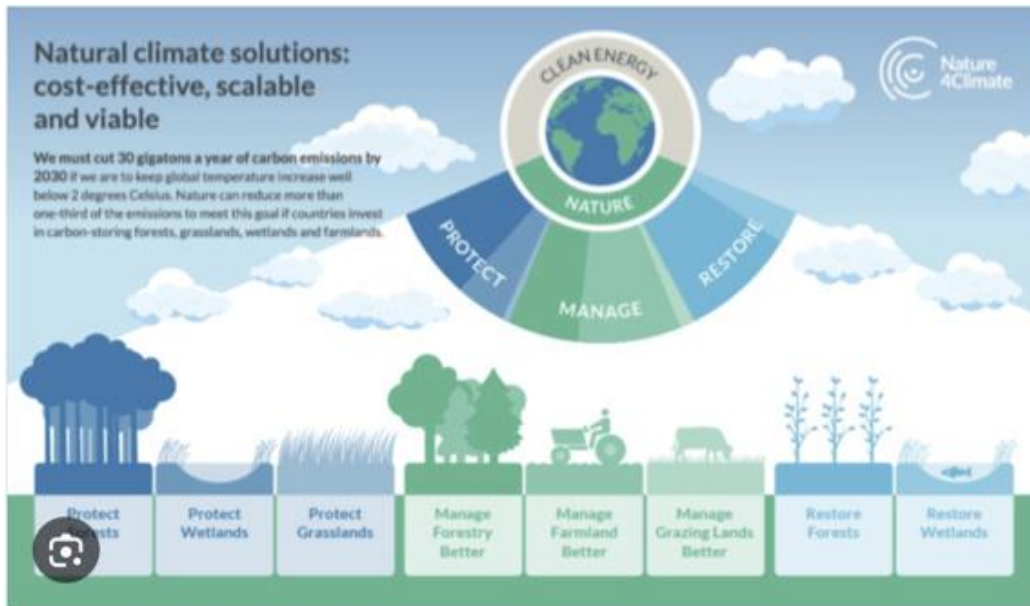 Natural climate solutions:
cost-effective, scalable
and viable
We must cut 30 gigatons a year of carbon emissions by
2030 if we are to keep global temperature increase well
below 2 degrees Celsius. Nature can reduce more than
one-third of the emissions to meet this goal if countries invest
in carbon-storing forests, grasslands, wetlands and farmlands.
CLEAN ENERGY
NATURE
PROTECT
MANAGE
RESTORE
Nature
4Climate
Protect
Forests
Protect
Wetlands
Protect
Grasslands
Manage
Forestry
Better
Manage
Farmland
Better
Manage
Grazing Lands
Better
Restore
Forests
Restore
Wetlands